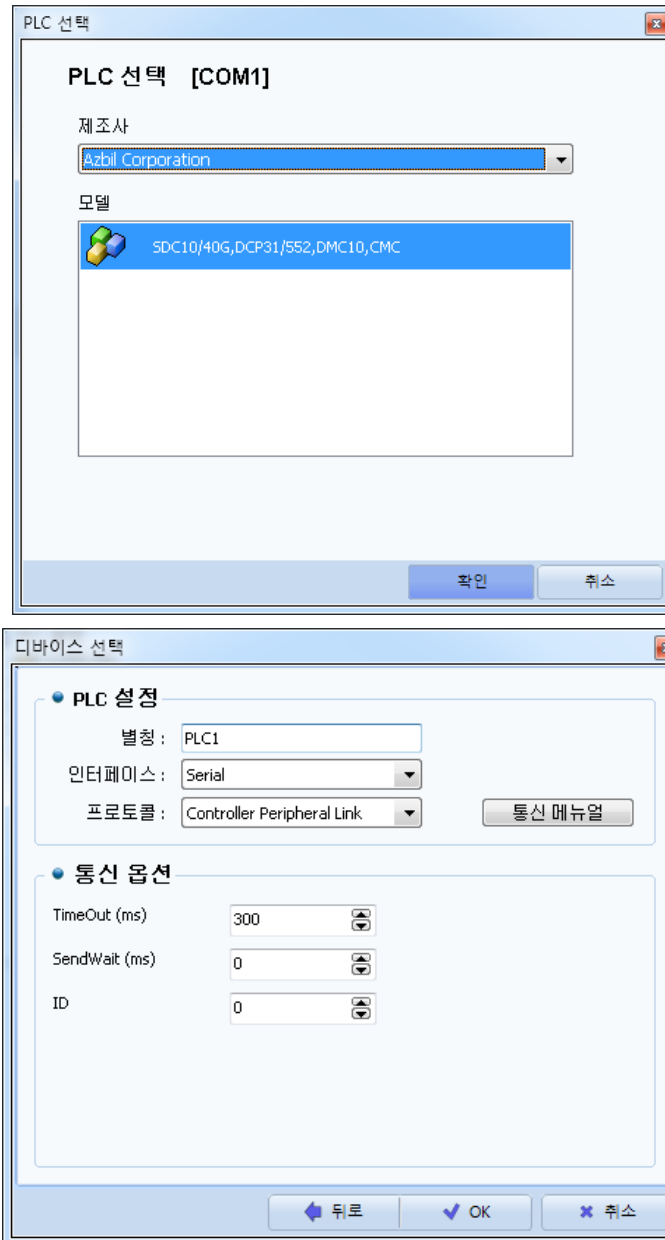 PLC 선택
PLC 선택 [COM1]
제조사
Azbil Corporation
모델
SDC10/40G,DCP31/552,DMC10,CMC
확인 취소
디바이스 선택
PLC 설정
별칭 : PLC1
인터페이스 : Serial
프로토콜 : Controller Peripheral Link 통신 메뉴얼
통신 옵션
TimeOut (ms) 300
SendWait (ms) 0
ID 0
뒤로 OK 취소